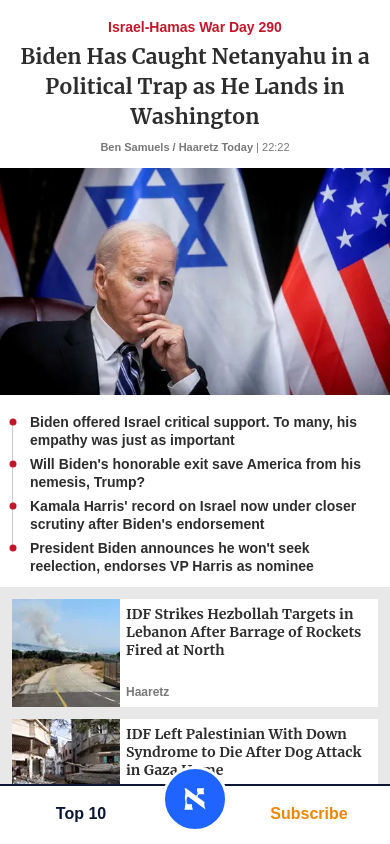 Israel-Hamas War Day 290
Biden Has Caught Netanyahu in a
Political Trap as He Lands in
Washington
Ben Samuels / Haaretz Today | 22:22
Biden offered Israel critical support. To many, his
empathy was just as important
Will Biden's honorable exit save America from his
nemesis, Trump?
Kamala Harris' record on Israel now under closer
scrutiny after Biden's endorsement
President Biden announces he won't seek
reelection, endorses VP Harris as nominee
IDF Strikes Hezbollah Targets in
Lebanon After Barrage of Rockets
Fired at North
Haaretz
IDF Left Palestinian With Down
Syndrome to Die After Dog Attack
in Gaza Home
Top 10
Subscribe